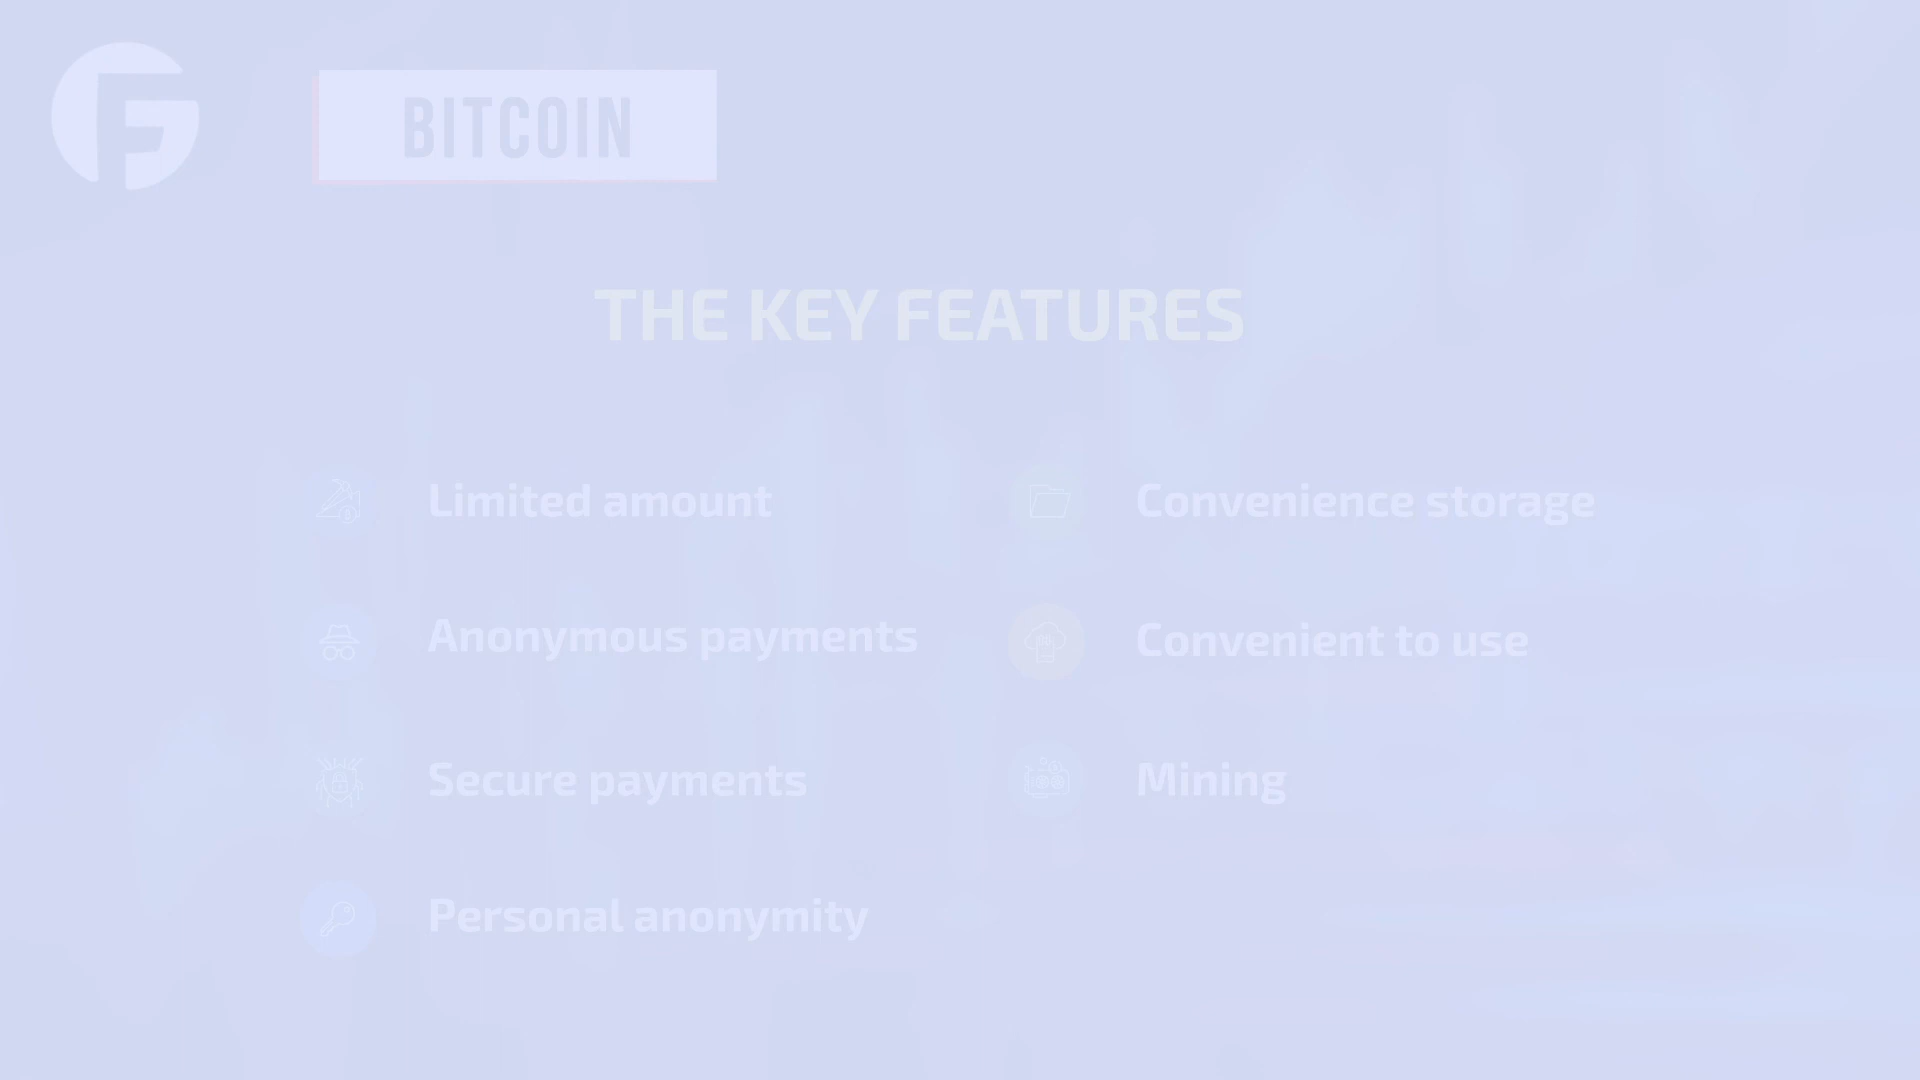 BITCOIN
THE KEY FEATURES
Limited amount
Anonymous payments
Secure payments
Personal anonymity
Convenience storage
Convenient to use
Mining